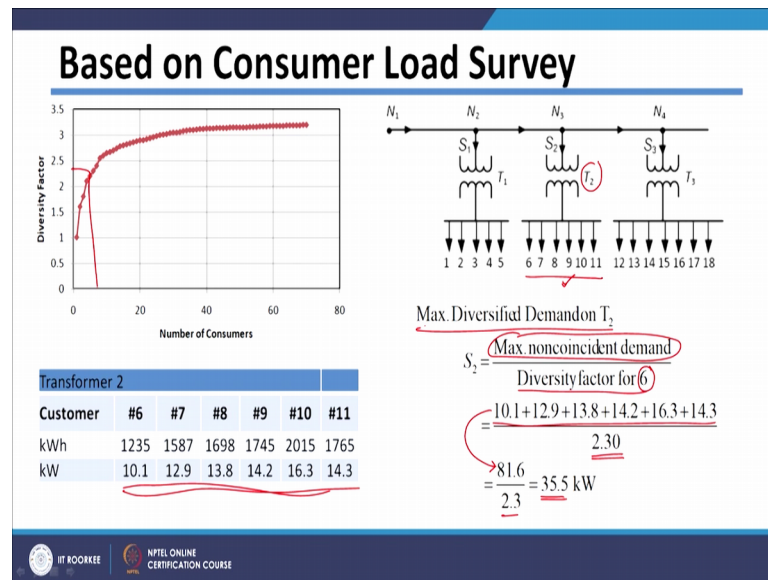 Based on Consumer Load Survey
3.5
3
2.5
2
1.5
1
0.5
0
Diversity Factor
0 20 40 60 80
Number of Consumers
N1 N2 N3 N4
S1 S2 S3
T1 T2 T3
1 2 3 4 5 6 7 8 9 10 11 12 13 14 15 16 17 18
Max. Diversified Demand on T2
S2 = Max. noncoincident demand
Diversity factor for 6
= 10.1+12.9+13.8+14.2+16.3+14.3
2.30
= 81.6
2.3
= 35.5 kW
Transformer 2
Customer #6 #7 #8 #9 #10 #11
kWh 1235 1587 1698 1745 2015 1765
kW 10.1 12.9 13.8 14.2 16.3 14.3
IIT ROORKEE
NPTEL ONLINE
CERTIFICATION COURSE